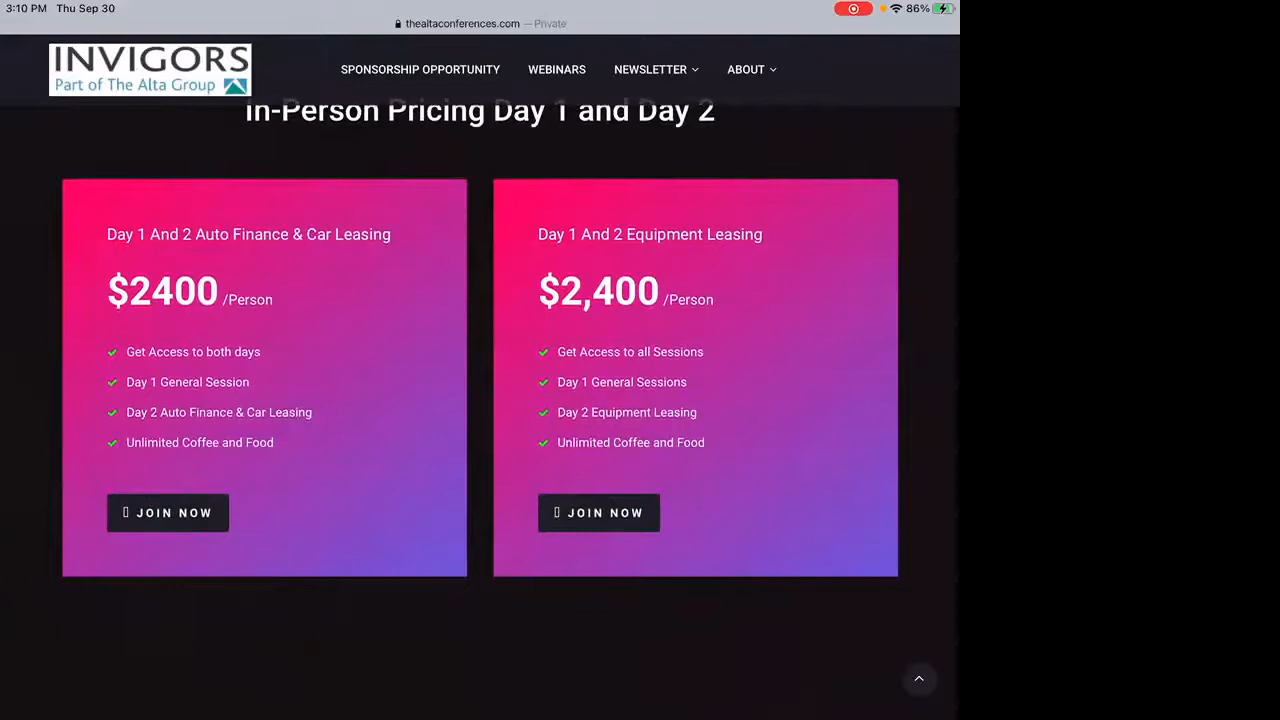 3:10 PM Thu Sep 30
86%
thealtaconferences.com — Private
INVIGORS
Part of The Alta Group
SPONSORSHIP OPPORTUNITY WEBINARS NEWSLETTER ABOUT
In-Person Pricing Day 1 and Day 2
Day 1 And 2 Auto Finance & Car Leasing
$2400 /Person
Get Access to both days
Day 1 General Session
Day 2 Auto Finance & Car Leasing
Unlimited Coffee and Food
JOIN NOW
Day 1 And 2 Equipment Leasing
$2,400 /Person
Get Access to all Sessions
Day 1 General Sessions
Day 2 Equipment Leasing
Unlimited Coffee and Food
JOIN NOW